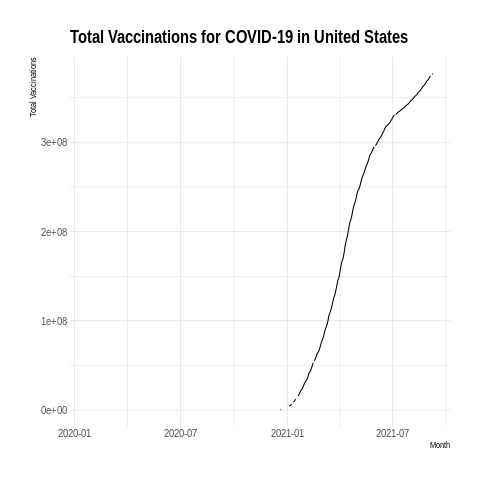 Total Vaccinations for COVID-19 in United States
Total Vaccinations
3e+08
2e+08
1e+08
0e+00
2020-01 2020-07 2021-01 2021-07
Month